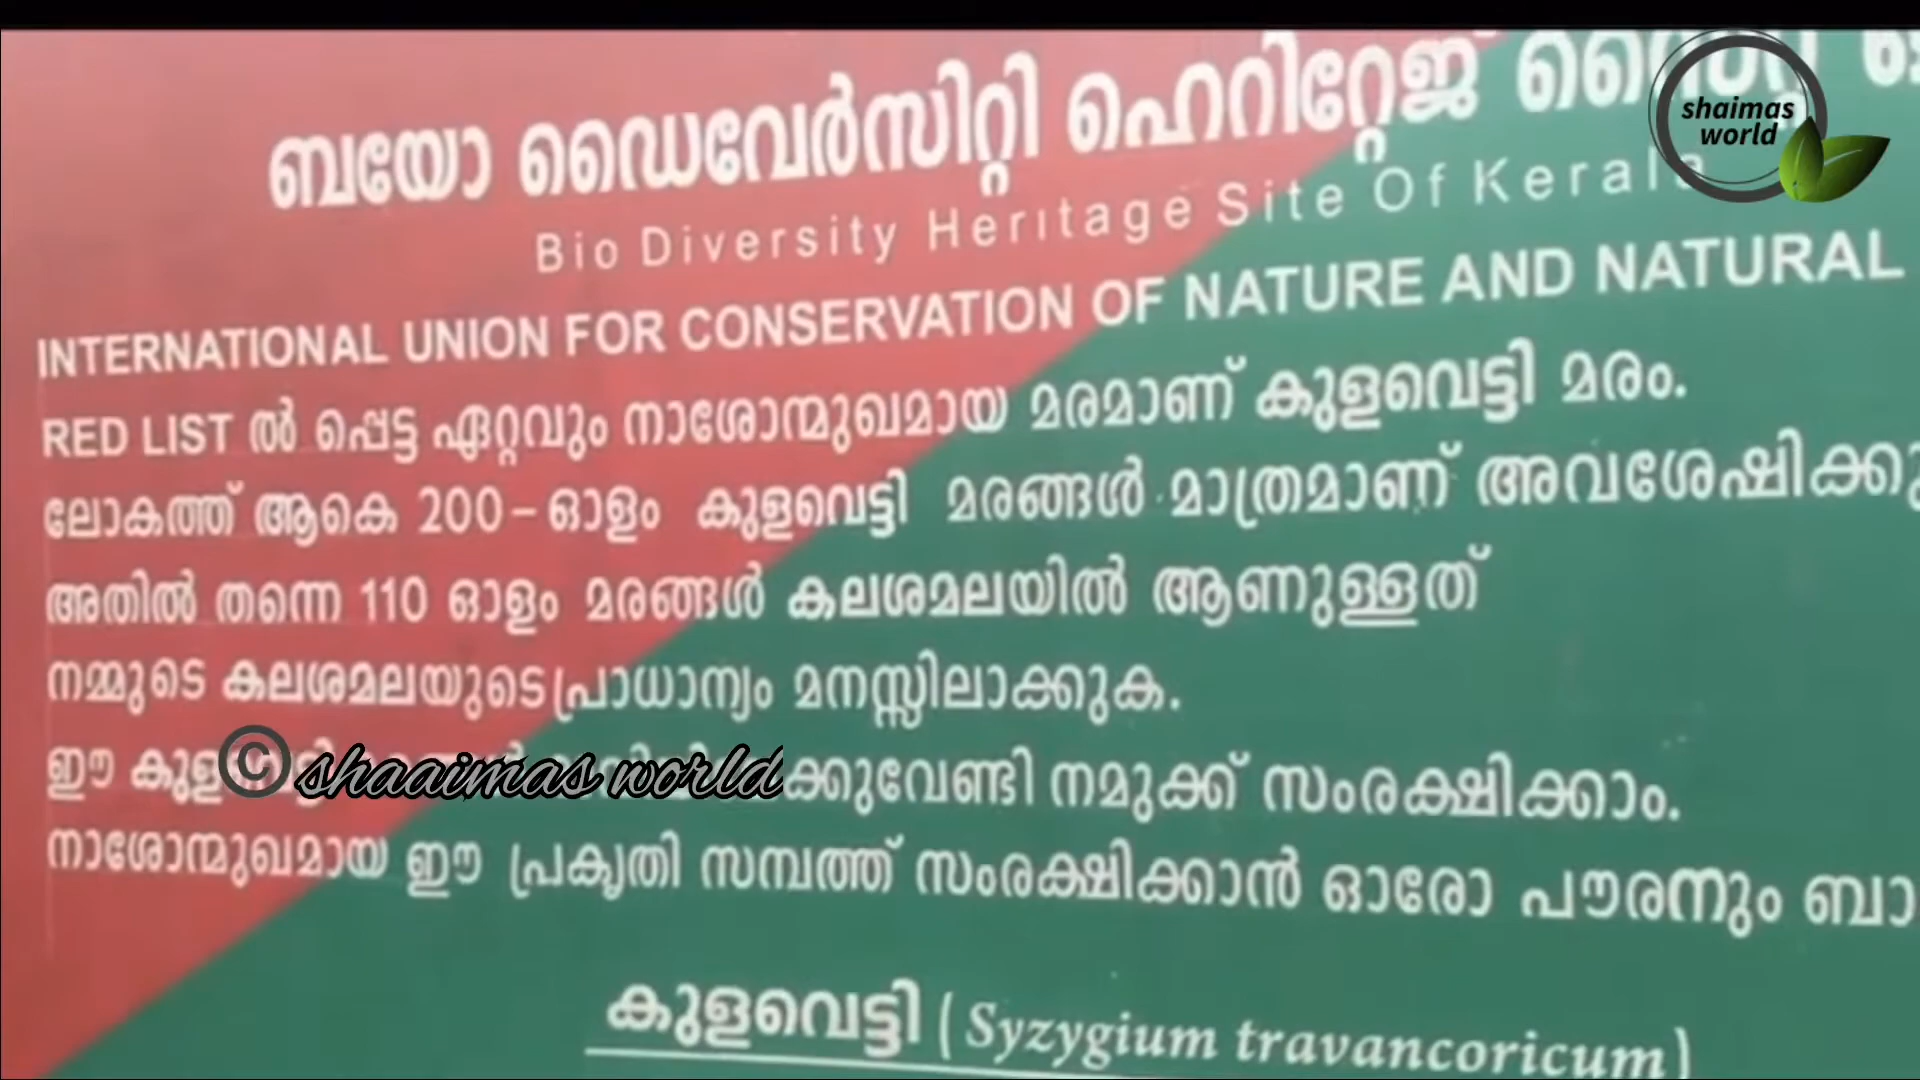 ബയോ ഡൈവേർസിറ്റി ഹെറിറ്റേജ് സൈറ്റ്
shaimas
world
Bio Diversity Heritage Site Of Kerala
INTERNATIONAL UNION FOR CONSERVATION OF NATURE AND NATURAL
RED LIST ൽ പ്പെട്ട ഏറ്റവും നാശോന്മുഖമായ മരമാണ് കുളവെട്ടി മരം.
ലോകത്ത് ആകെ 200-ഓളം കുളവെട്ടി മരങ്ങൾ മാത്രമാണ്
അതിൽ തന്നെ 110 ഓളം മരങ്ങൾ കലശമലയിൽ ആണുള്ളത്
നമ്മുടെ കലശമലയുടെ പ്രാധാന്യം മനസ്സിലാക്കുക.
ഈ നമുക്ക് സംരക്ഷിക്കാം.
© shaaimas world
നാശോന്മുഖമായ ഈ പ്രകൃതി സമ്പത്ത് സംരക്ഷിക്കാൻ ഓരോ പൗരനും
കുളവെട്ടി (Syzygium travancoricum)